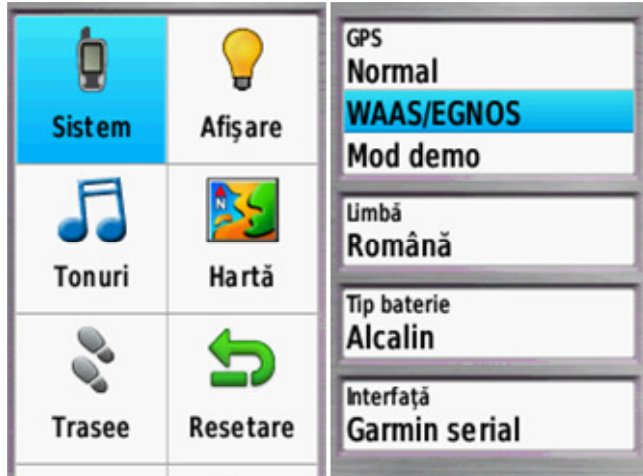 Sistem
Afișare
Tonuri
Hartă
N
Trasee
Resetare
GPS
Normal
WAAS/EGNOS
Mod demo
Limbă
Română
Tip baterie
Alcalin
Interfață
Garmin serial